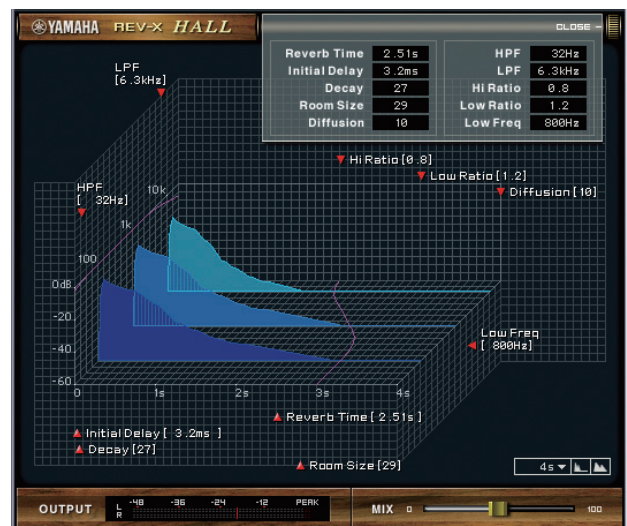 YAMAHA REV-X HALL
CLOSE -
Reverb Time 2.51s HPF 32Hz
Initial Delay 3.2ms LPF 6.3kHz
Decay 27 Hi Ratio 0.8
Room Size 29 Low Ratio 1.2
Diffusion 10 Low Freq 800Hz
LPF
[6.3kHz]
Hi Ratio[0.8]
Low Ratio[1.2]
Diffusion[10]
HPF
[ 32Hz]
10k
1k
100
0dB
-20
-40
-60
Low Freq
[ 800Hz]
0 1s 2s 3s 4s
Reverb Time[ 2.51s ]
Initial Delay[ 3.2ms ]
Decay[27]
Room Size[29]
4s
OUTPUT L R -48 -36 -24 -12 PEAK MIX 0 100